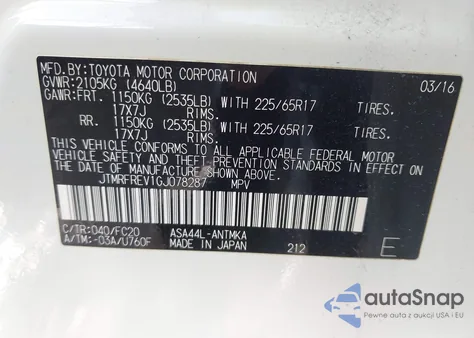 MFD.BY:TOYOTA MOTOR CORPORATION 03/16
GVWR:2105KG (4640LB)
GAWR:FRT. 1150KG (2535LB) WITH 225/65R17 TIRES.
17X7J RIMS.
RR. 1150KG (2535LB) WITH 225/65R17 TIRES.
17X7J RIMS.
THIS VEHICLE CONFORMS TO ALL APPLICABLE FEDERAL MOTOR
VEHICLE SAFETY AND THEFT PREVENTION STANDARDS IN EFFECT ON
THE DATE OF MANUFACTURE SHOWN ABOVE.
JTMRFREV1GJ078287 MPV
C/TR:040/FC20 ASA44L-ANTMKA
A/TM:-03A/U760F MADE IN JAPAN 212 E
autoSnap
Pewne auta z aukcji USA i EU